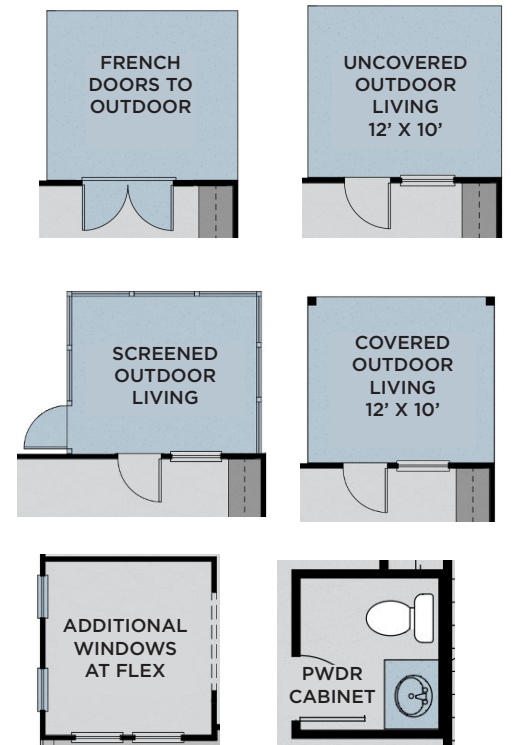 FRENCH
DOORS TO
OUTDOOR
UNCOVERED
OUTDOOR
LIVING
12' X 10'
SCREENED
OUTDOOR
LIVING
COVERED
OUTDOOR
LIVING
12' X 10'
ADDITIONAL
WINDOWS
AT FLEX
PWDR
CABINET